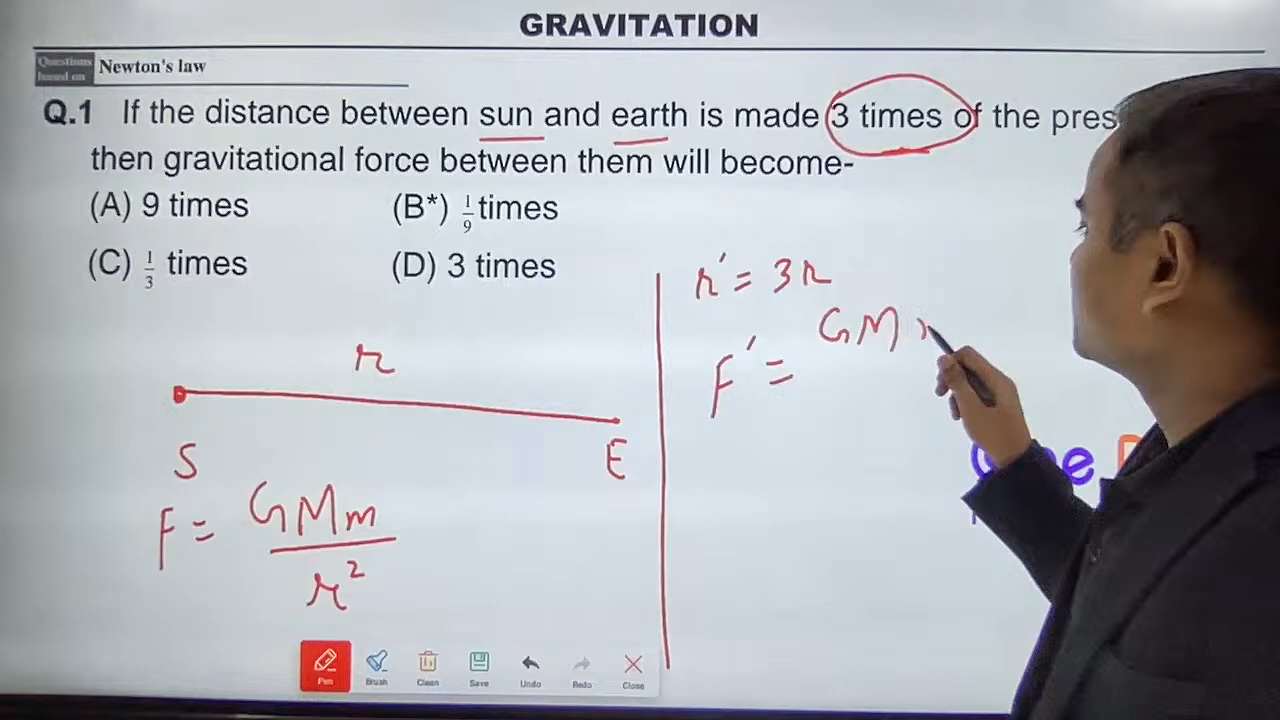 GRAVITATION
Questions based on Newton's law
Q.1 If the distance between sun and earth is made 3 times of the pres
then gravitational force between them will become-
(A) 9 times (B*) 1/9 times
(C) 1/3 times (D) 3 times
r
S E
F = GMm/r²
r' = 3r
F' = GM
Pen Brush Clean Save Undo Redo Close